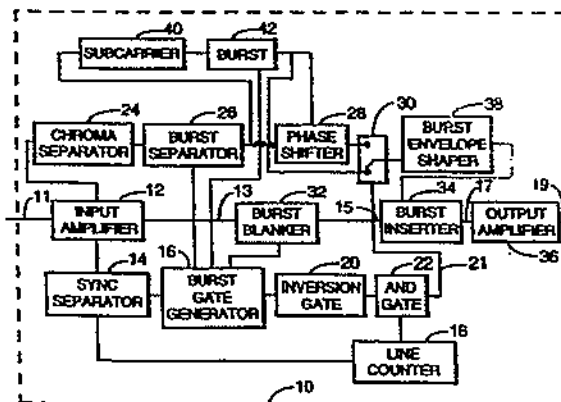 40
42
SUBCARRIER
BURST
24
26
28
30
38
CHROMA
SEPARATOR
BURST
SEPARATOR
PHASE
SHIFTER
BURST
ENVELOPE
SHAPER
11
12
13
32
15
34
17
19
INPUT
AMPLIFIER
BURST
BLANKER
BURST
INSERTER
OUTPUT
AMPLIFIER
14
16
20
22
21
36
SYNC
SEPARATOR
BURST
GATE
GENERATOR
INVERSION
GATE
AND
GATE
16
LINE
COUNTER
10